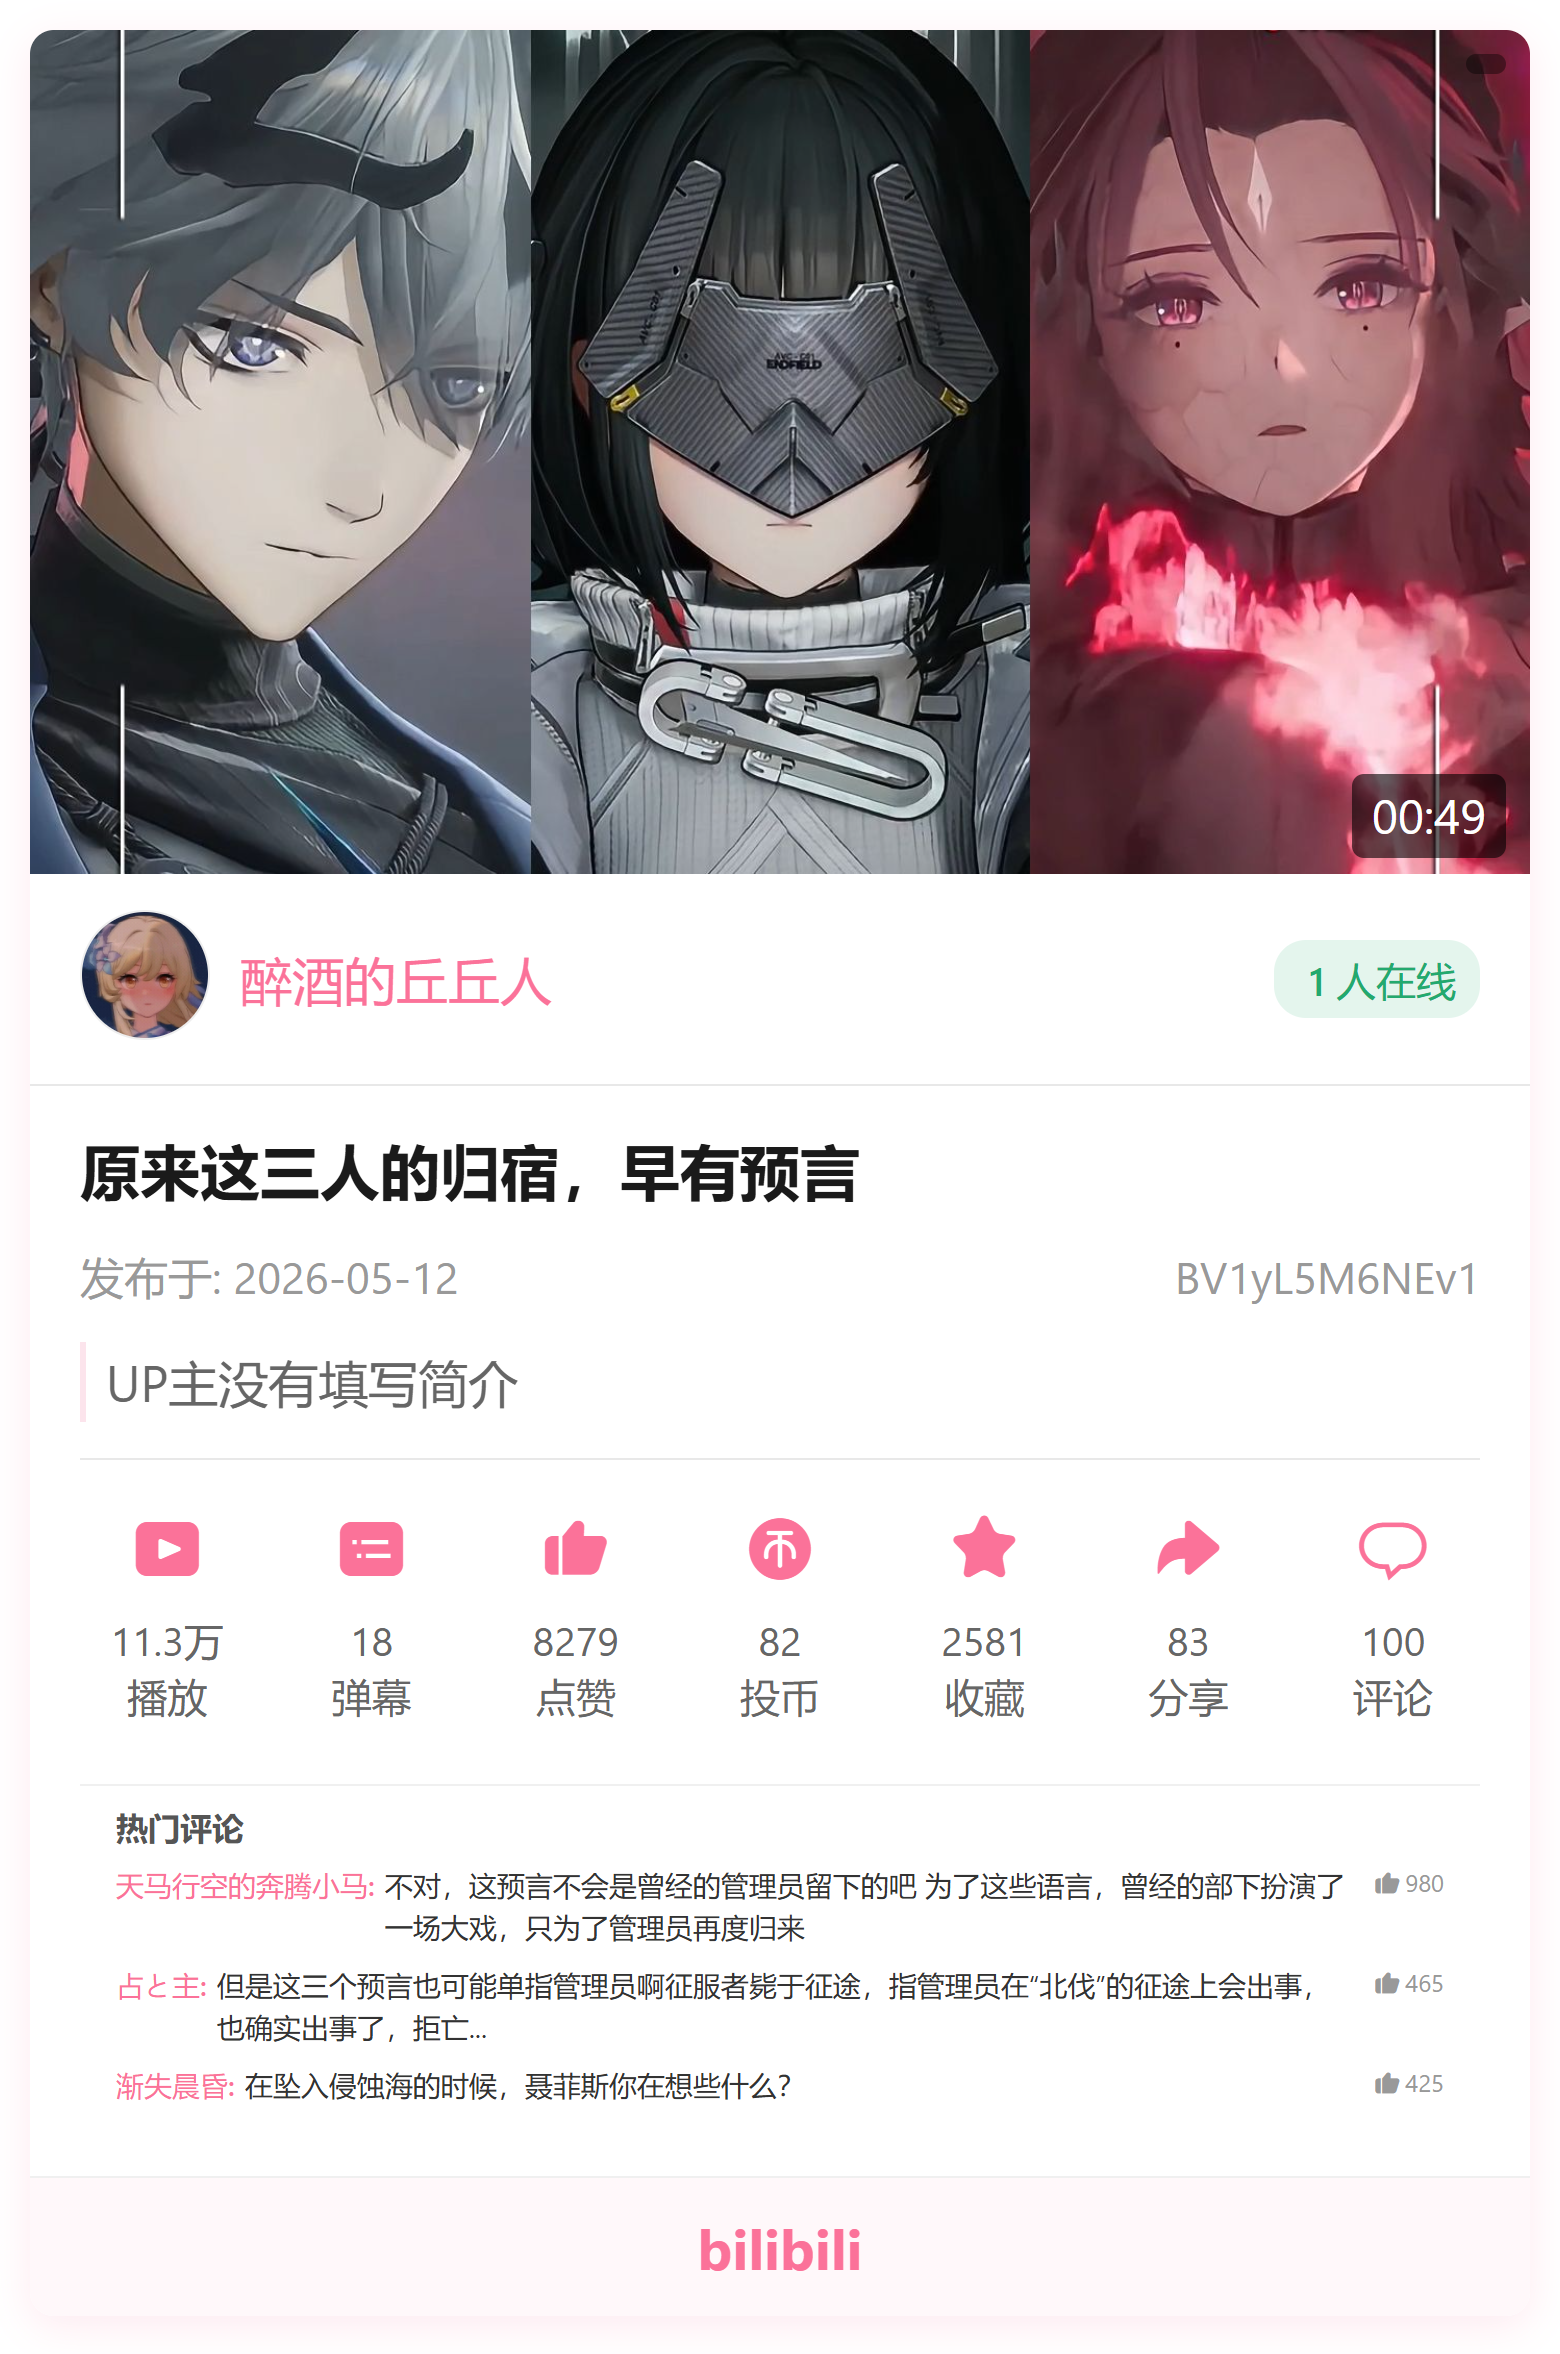 ENDFIELD
00:49
醉酒的丘丘人
1 人在线
原来这三人的归宿，早有预言
发布于: 2026-05-12
BV1yL5M6NEv1
UP主没有填写简介
11.3万
18
8279
82
2581
83
100
播放
弹幕
点赞
投币
收藏
分享
评论
热门评论
天马行空的奔腾小马: 不对，这预言不会是曾经的管理员留下的吧 为了这些语言，曾经的部下扮演了
980
一场大戏，只为了管理员再度归来
占と主: 但是这三个预言也可能单指管理员啊征服者毙于征途，指管理员在“北伐”的征途上会出事，
465
也确实出事了，拒亡...
渐失晨昏: 在坠入侵蚀海的时候，聂菲斯你在想些什么？
425
bilibili